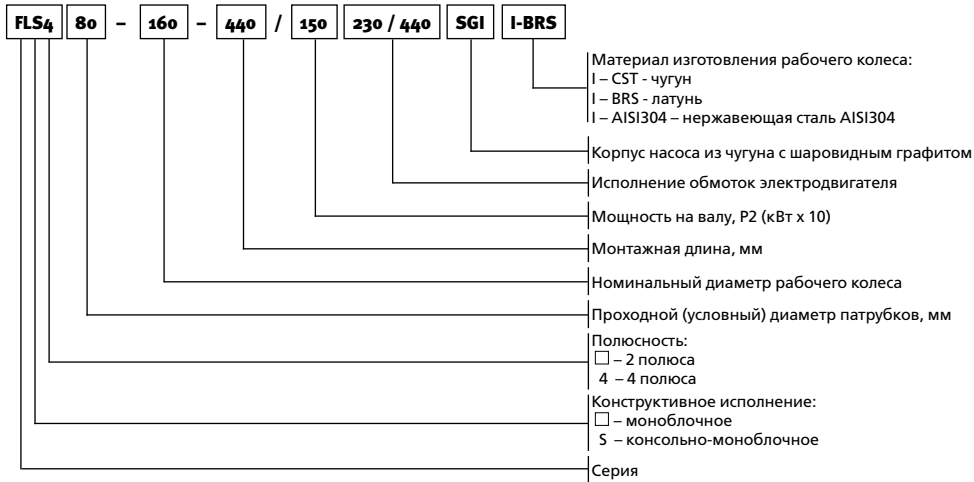 FLS4 80 – 160 – 440 / 150 230 / 440 SGI I-BRS
Материал изготовления рабочего колеса:
I – CST - чугун
I – BRS - латунь
I – AISI304 – нержавеющая сталь AISI304
Корпус насоса из чугуна с шаровидным графитом
Исполнение обмоток электродвигателя
Мощность на валу, P2 (кВт х 10)
Монтажная длина, мм
Номинальный диаметр рабочего колеса
Проходной (условный) диаметр патрубков, мм
Полюсность:
□ – 2 полюса
4 – 4 полюса
Конструктивное исполнение:
□ – моноблочное
S – консольно-моноблочное
Серия